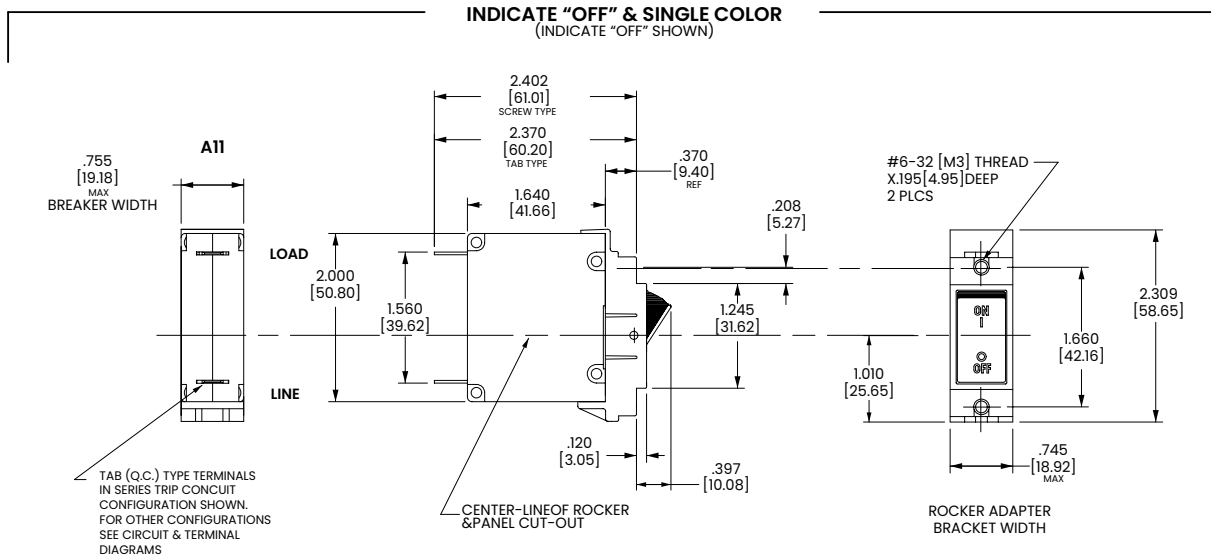 INDICATE “OFF” & SINGLE COLOR
(INDICATE “OFF” SHOWN)
A11
.755
[19.18]
MAX
BREAKER WIDTH
LOAD
LINE
TAB (Q.C.) TYPE TERMINALS
IN SERIES TRIP CONCUIT
CONFIGURATION SHOWN.
FOR OTHER CONFIGURATIONS
SEE CIRCUIT & TERMINAL
DIAGRAMS
2.402
[61.01]
SCREW TYPE
2.370
[60.20]
TAB TYPE
1.640
[41.66]
.370
[9.40]
REF
2.000
[50.80]
1.560
[39.62]
.208
[5.27]
1.245
[31.62]
.120
[3.05]
.397
[10.08]
CENTER-LINEOF ROCKER
&PANEL CUT-OUT
#6-32 [M3] THREAD
X.195[4.95]DEEP
2 PLCS
ON
I
O
OFF
1.010
[25.65]
1.660
[42.16]
2.309
[58.65]
.745
[18.92]
MAX
ROCKER ADAPTER
BRACKET WIDTH